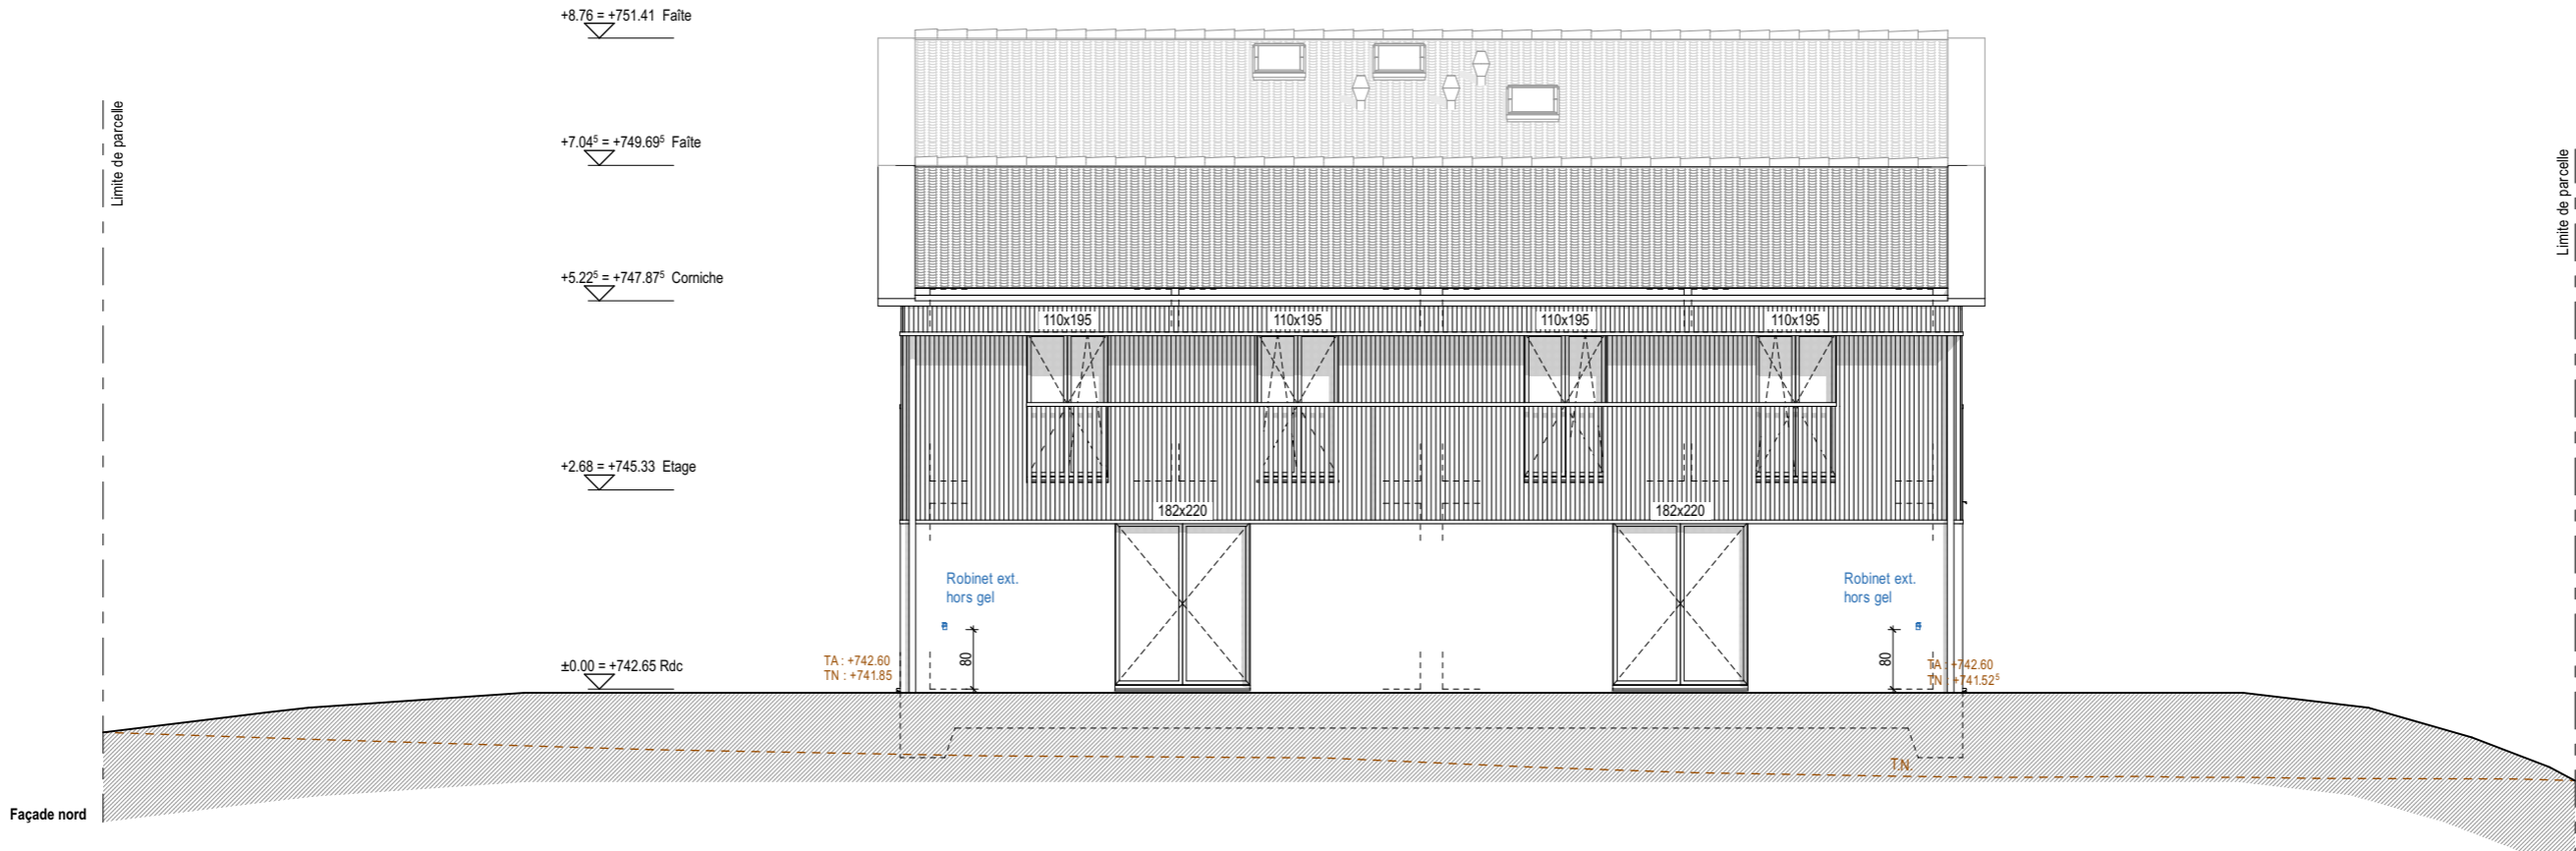 +8.76 = +751.41 Faîte
Limite de parcelle
+7.04⁵ = +749.69⁵ Faîte
Limite de parcelle
+5.22⁵ = +747.87⁵ Corniche
110x195
110x195
110x195
110x195
+2.68 = +745.33 Etage
182x220
182x220
Robinet ext.
hors gel
Robinet ext.
hors gel
80
80
±0.00 = +742.65 Rdc
TA : +742.60
TN : +741.85
TA : +742.60
TN : +741.52⁵
T.N.
Façade nord